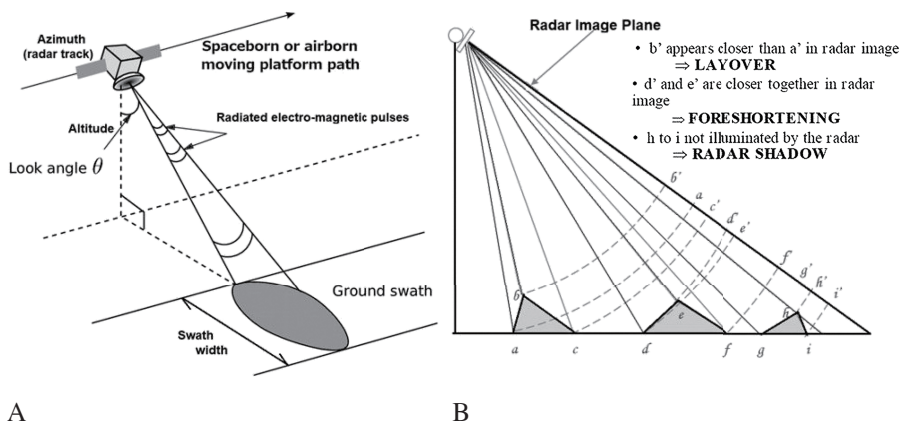 Azimuth
(radar track)
Spaceborn or airborn
moving platform path
Altitude
Radiated electro-magnetic pulses
Look angle θ
Ground swath
Swath
width
A
Radar Image Plane
• b’ appears closer than a’ in radar image
⇒ LAYOVER
• d’ and e’ are closer together in radar
image
⇒ FORESHORTENING
• h to i not illuminated by the radar
⇒ RADAR SHADOW
b'
a
c'
d'
e'
f'
g'
h'
i'
b
e
h
a
c
d
f
g
i
B